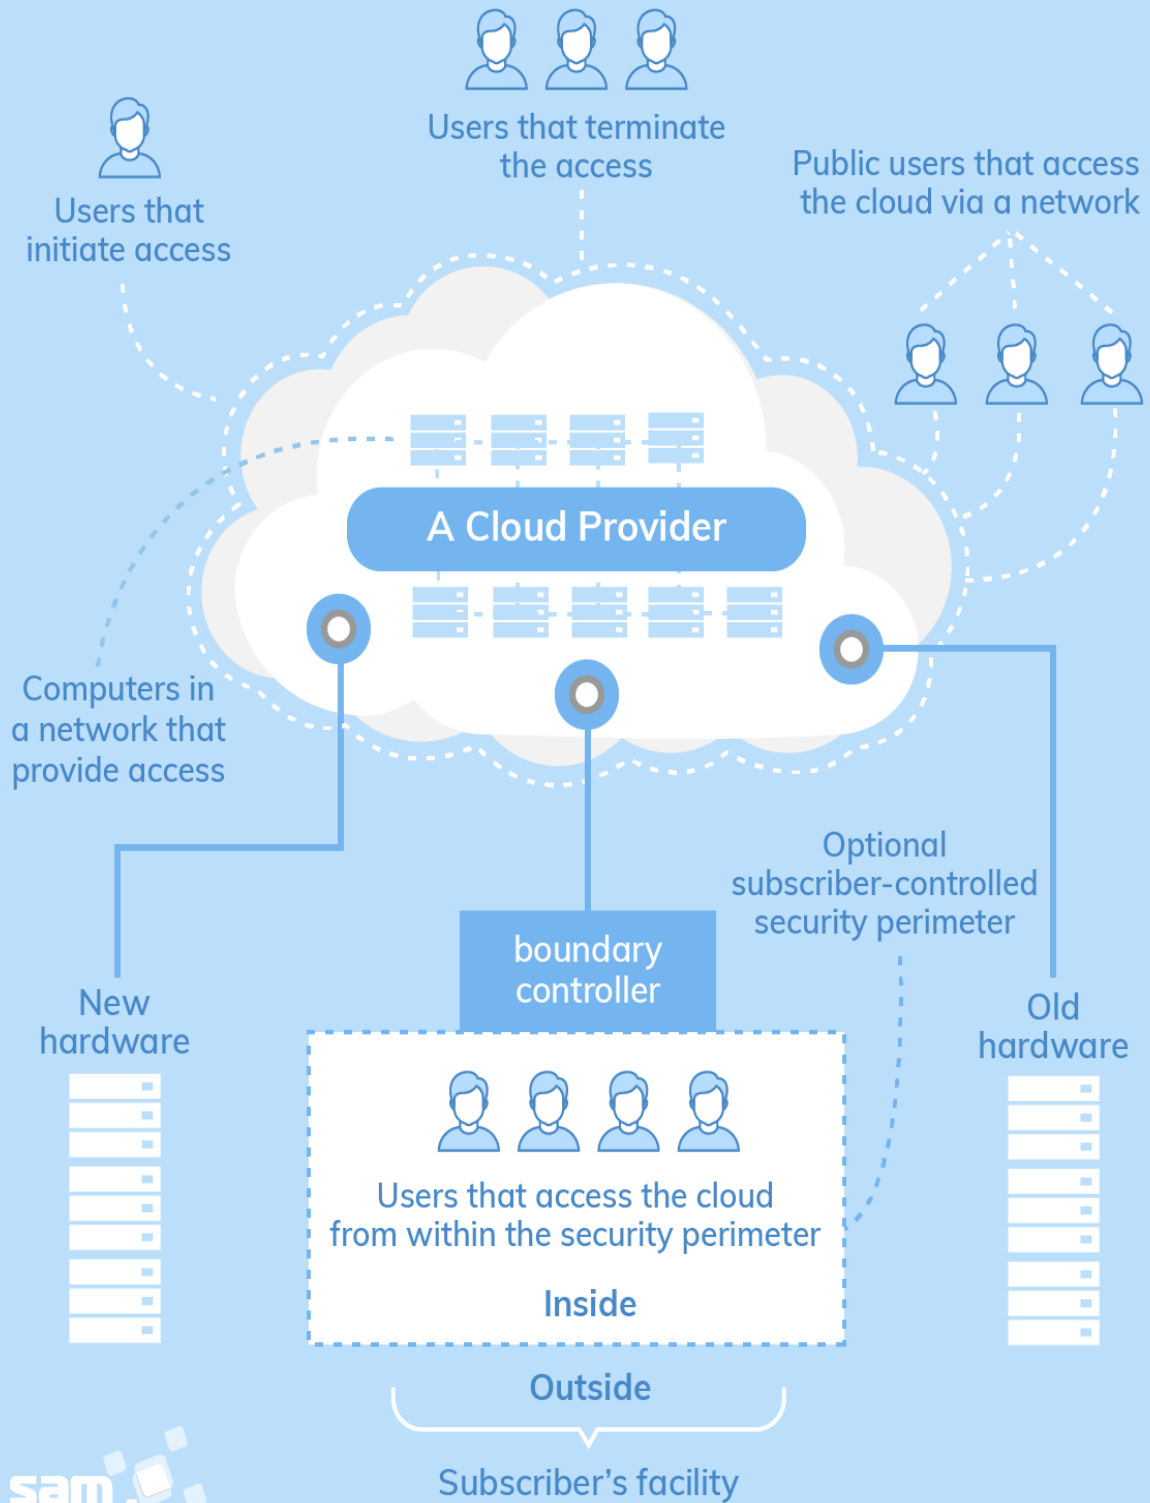 Users that terminate
the access
Users that
initiate access
Public users that access
the cloud via a network
A Cloud Provider
Computers in
a network that
provide access
Optional
subscriber-controlled
security perimeter
boundary
controller
New
hardware
Old
hardware
Users that access the cloud
from within the security perimeter
Inside
Outside
Subscriber's facility
sam